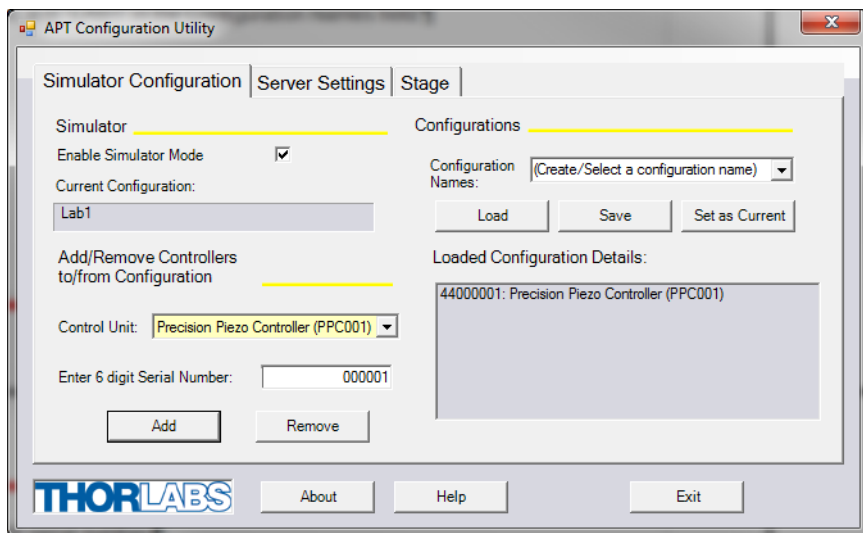 APT Configuration Utility
Simulator Configuration
Server Settings
Stage
Simulator
Enable Simulator Mode
Current Configuration:
Lab1
Add/Remove Controllers
to/from Configuration
Control Unit:
Precision Piezo Controller (PPC001)
Enter 6 digit Serial Number:
000001
Add
Remove
Configurations
Configuration
Names:
(Create/Select a configuration name)
Load
Save
Set as Current
Loaded Configuration Details:
44000001: Precision Piezo Controller (PPC001)
THORLABS
About
Help
Exit